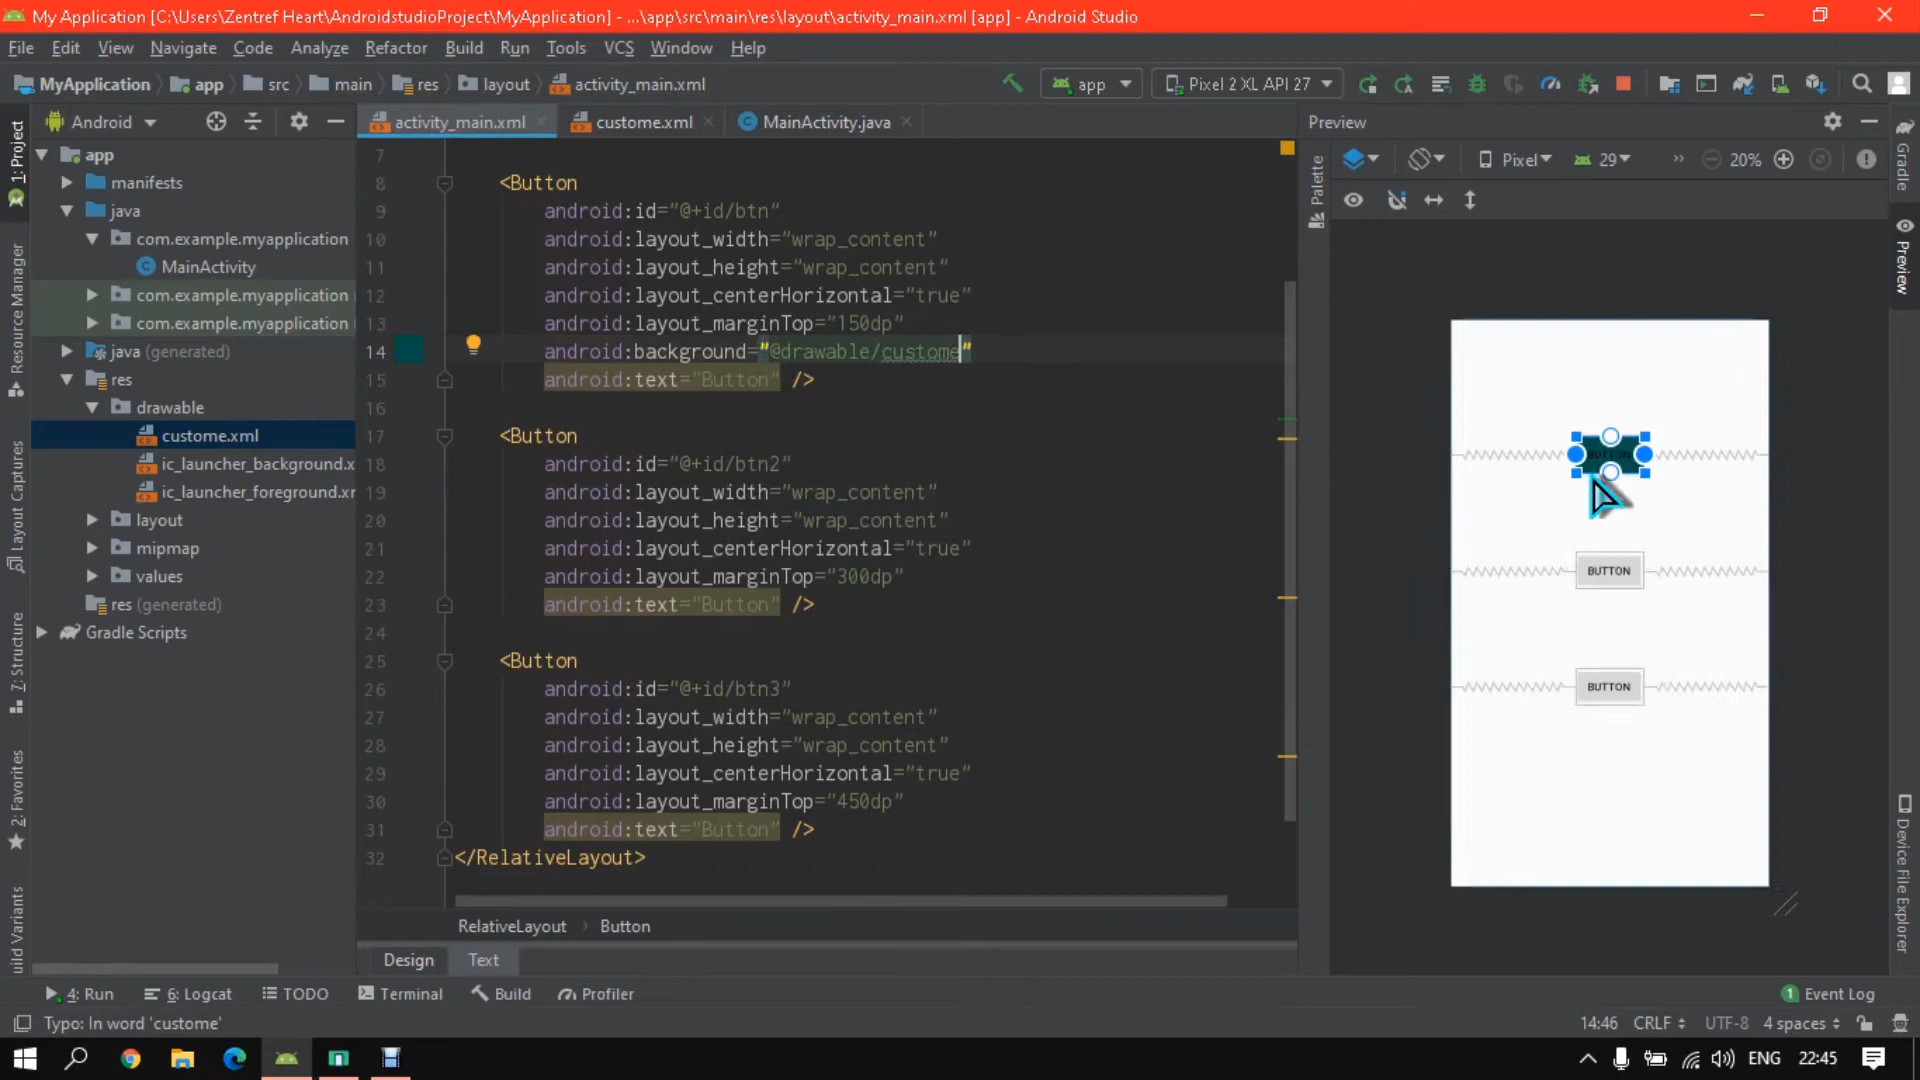 My Application [C:\Users\Zentref Heart\AndroidstudioProject\MyApplication] - ...\app\src\main\res\layout\activity_main.xml [app] - Android Studio
File Edit View Navigate Code Analyze Refactor Build Run Tools VCS Window Help
MyApplication app src main res layout activity_main.xml app Pixel 2 XL API 27
1: Project
Resource Manager
Layout Captures
7: Structure
2: Favorites
uild Variants
Android
app
manifests
java
com.example.myapplication
MainActivity
com.example.myapplication
com.example.myapplication
java (generated)
res
drawable
custome.xml
ic_launcher_background.x
ic_launcher_foreground.xr
layout
mipmap
values
res (generated)
Gradle Scripts
activity_main.xml custome.xml MainActivity.java
7
8 <Button
9 android:id="@+id/btn"
10 android:layout_width="wrap_content"
11 android:layout_height="wrap_content"
12 android:layout_centerHorizontal="true"
13 android:layout_marginTop="150dp"
14 android:background="@drawable/custome"
15 android:text="Button" />
16
17 <Button
18 android:id="@+id/btn2"
19 android:layout_width="wrap_content"
20 android:layout_height="wrap_content"
21 android:layout_centerHorizontal="true"
22 android:layout_marginTop="300dp"
23 android:text="Button" />
24
25 <Button
26 android:id="@+id/btn3"
27 android:layout_width="wrap_content"
28 android:layout_height="wrap_content"
29 android:layout_centerHorizontal="true"
30 android:layout_marginTop="450dp"
31 android:text="Button" />
32 </RelativeLayout>
RelativeLayout Button
Design Text
Preview
Palette
Pixel 29 20%
BUTTON
BUTTON
BUTTON
Gradle
Preview
Device File Explorer
4: Run 6: Logcat TODO Terminal Build Profiler 1 Event Log
Typo: In word 'custome' 14:46 CRLF UTF-8 4 spaces
ENG 22:45